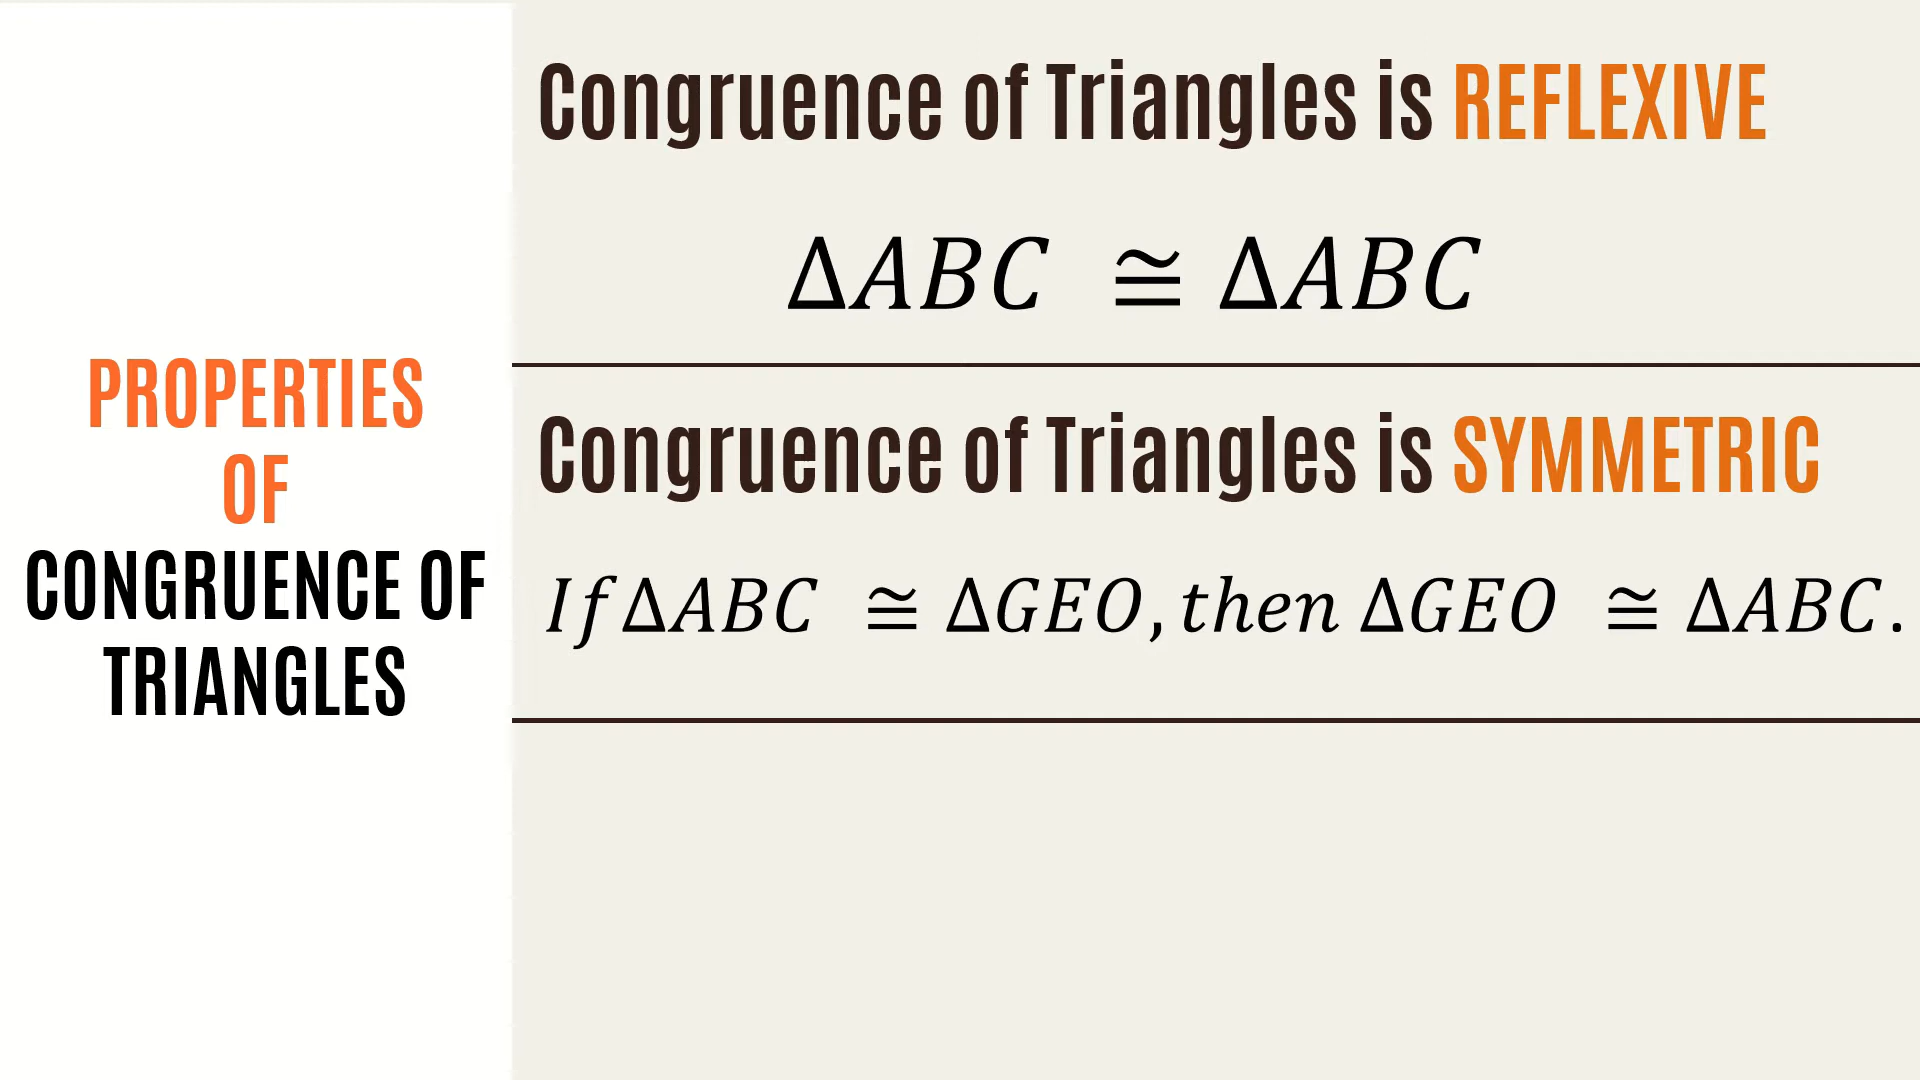 PROPERTIES
OF
CONGRUENCE OF
TRIANGLES
Congruence of Triangles is REFLEXIVE
ΔABC ≅ ΔABC
Congruence of Triangles is SYMMETRIC
If ΔABC ≅ ΔGEO, then ΔGEO ≅ ΔABC.